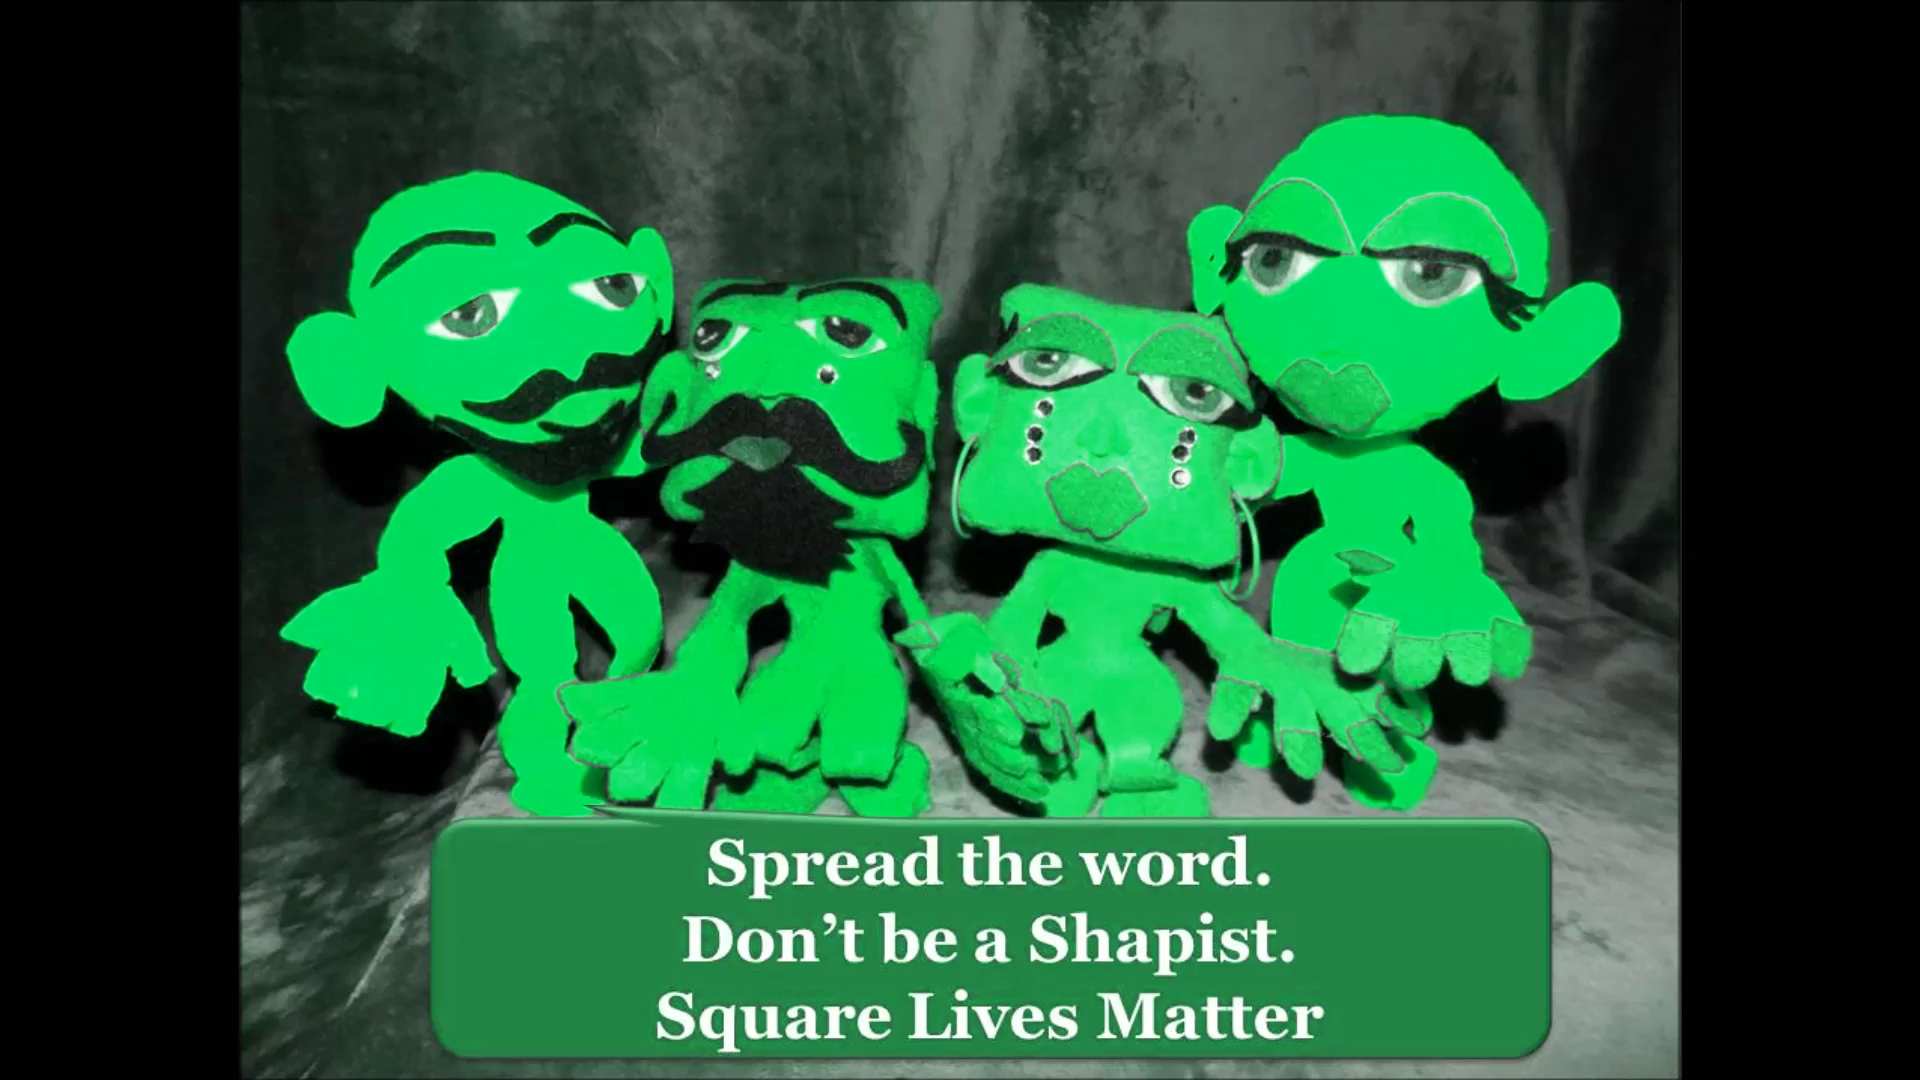 Spread the word.
Don’t be a Shapist.
Square Lives Matter